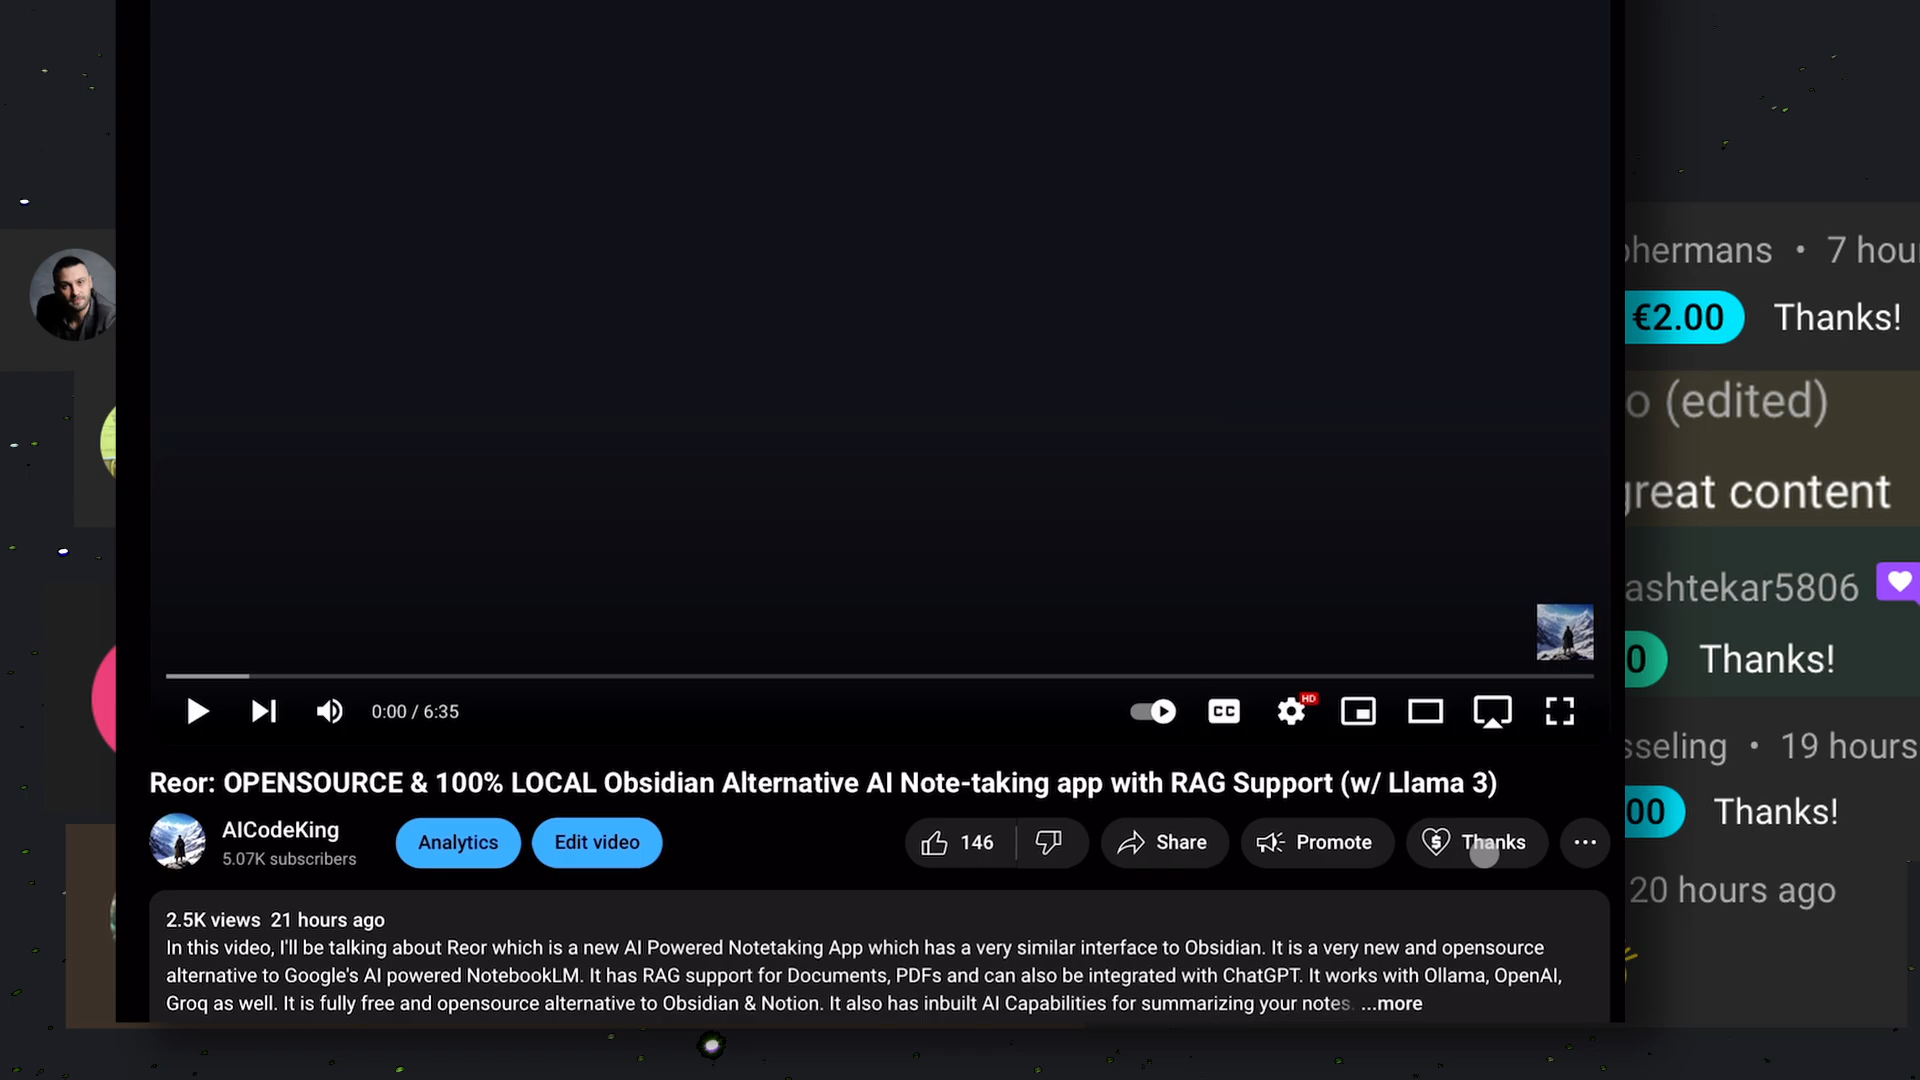 hermans • 7 hou
€2.00 Thanks!
o (edited)
great content
ashtekar5806
0 Thanks!
sseling • 19 hours
00 Thanks!
20 hours ago
0:00 / 6:35
CC
HD
Reor: OPENSOURCE & 100% LOCAL Obsidian Alternative AI Note-taking app with RAG Support (w/ Llama 3)
AICodeKing
5.07K subscribers
Analytics
Edit video
146
Share
Promote
Thanks
2.5K views 21 hours ago
In this video, I'll be talking about Reor which is a new AI Powered Notetaking App which has a very similar interface to Obsidian. It is a very new and opensource
alternative to Google's AI powered NotebookLM. It has RAG support for Documents, PDFs and can also be integrated with ChatGPT. It works with Ollama, OpenAI,
Groq as well. It is fully free and opensource alternative to Obsidian & Notion. It also has inbuilt AI Capabilities for summarizing your notes. ...more